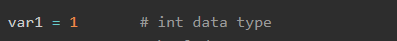 var1 = 1 # int data type